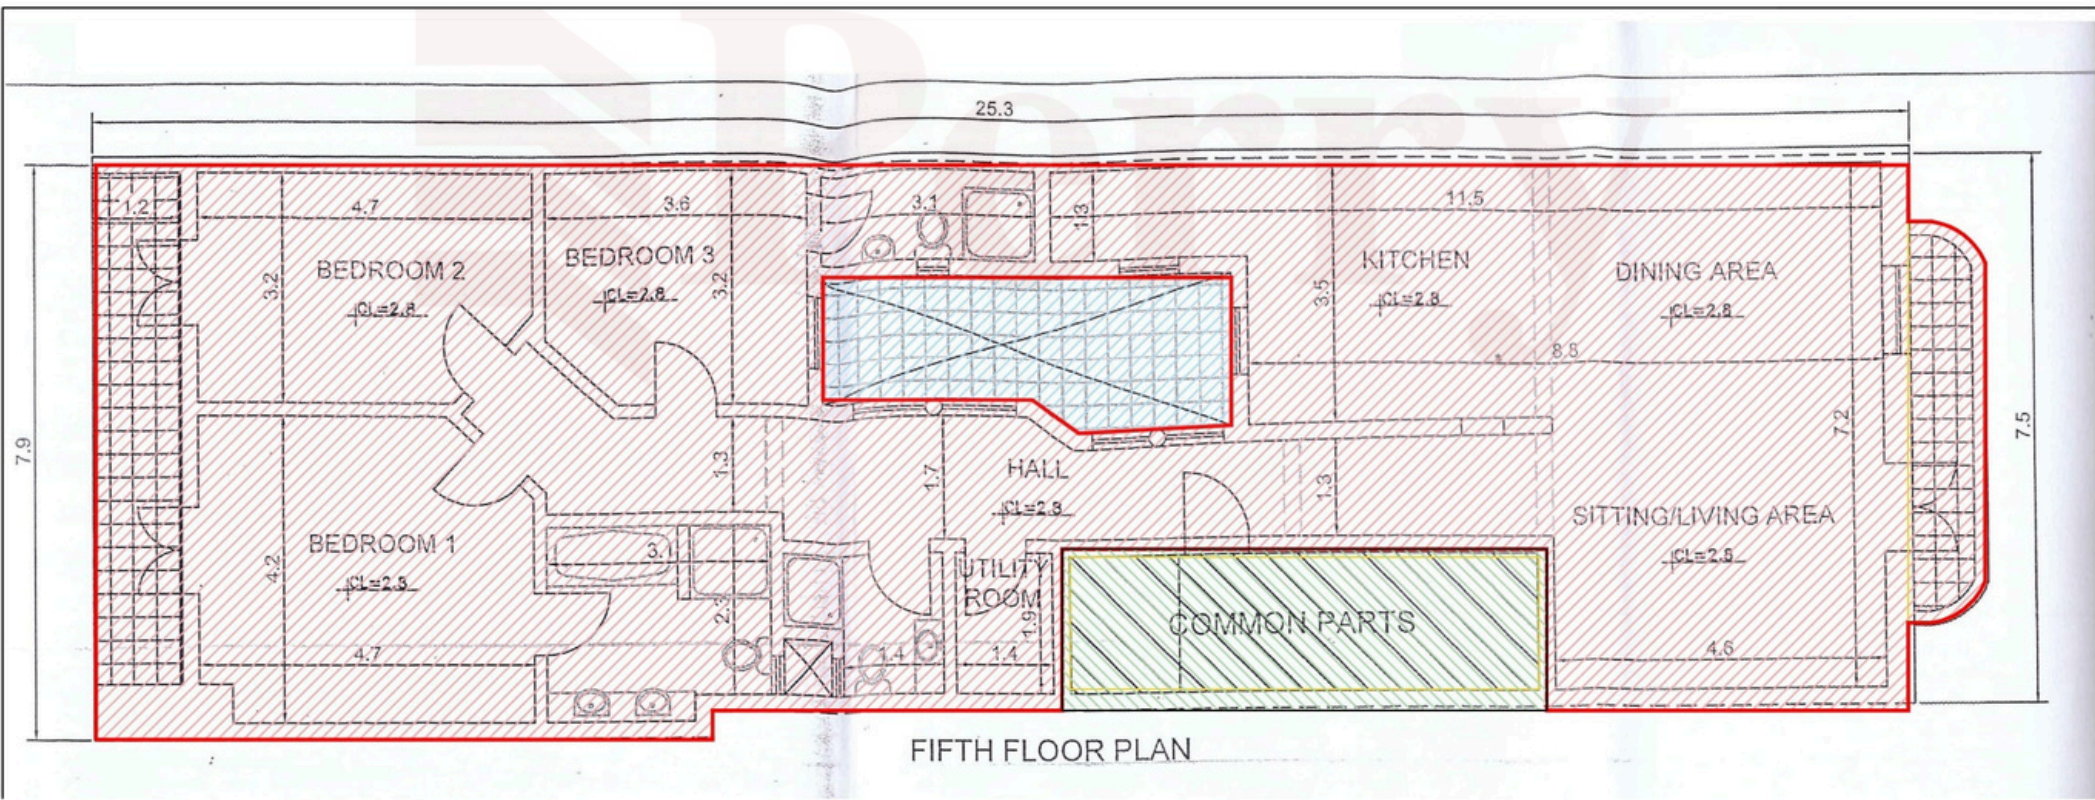 25.3
1.2
4.7
3.6
3.1
1.3
11.5
BEDROOM 2
CL=2.8
3.2
BEDROOM 3
CL=2.8
3.2
KITCHEN
CL=2.8
3.5
DINING AREA
CL=2.8
8.8
7.9
7.2
7.5
1.3
1.7
HALL
CL=2.8
1.3
BEDROOM 1
CL=2.8
4.2
3.
2.3
UTILITY
ROOM
1.9
SITTING/LIVING AREA
CL=2.8
COMMON PARTS
4.7
1.4
1.4
4.6
FIFTH FLOOR PLAN